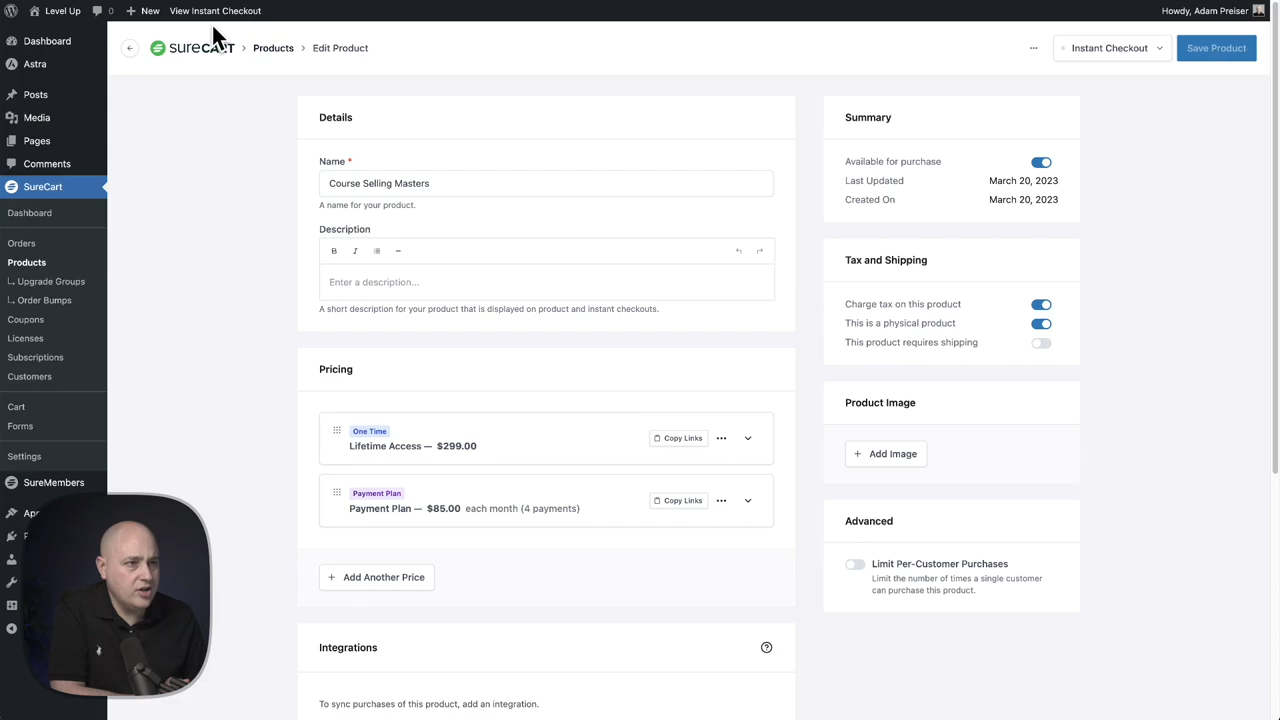 Level Up
0
New
View Instant Checkout
Howdy, Adam Preiser
Dashboard
Astra
Posts
Media
Pages
Comments
SureCart
Dashboard
Orders
Products
Upgrade Groups
Order Bumps
Coupons
Licenses
Subscriptions
Customers
Cart
Forms
Settings
SureMembers
SURECART
Products
Edit Product
Instant Checkout
Save Product
Details
Name *
Course Selling Masters
A name for your product.
Description
B I
Enter a description...
A short description for your product that is displayed on product and instant checkouts.
Pricing
One Time
Lifetime Access — $299.00
Copy Links
Payment Plan
Payment Plan — $85.00 each month (4 payments)
Copy Links
+ Add Another Price
Integrations
To sync purchases of this product, add an integration.
Summary
Available for purchase
Last Updated March 20, 2023
Created On March 20, 2023
Tax and Shipping
Charge tax on this product
This is a physical product
This product requires shipping
Product Image
+ Add Image
Advanced
Limit Per-Customer Purchases
Limit the number of times a single customer
can purchase this product.